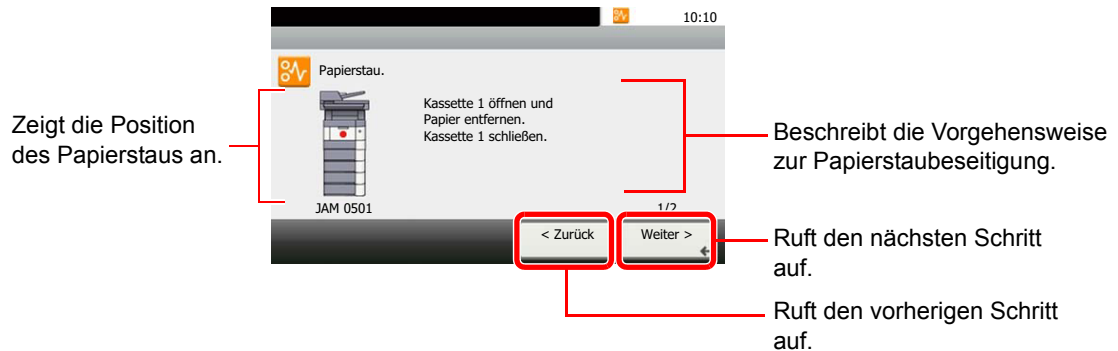 10:10
Papierstau.
Kassette 1 öffnen und
Papier entfernen.
Kassette 1 schließen.
JAM 0501
1/2
< Zurück
Weiter >
Zeigt die Position
des Papierstaus an.
Beschreibt die Vorgehensweise
zur Papierstaubeseitigung.
Ruft den nächsten Schritt
auf.
Ruft den vorherigen Schritt
auf.